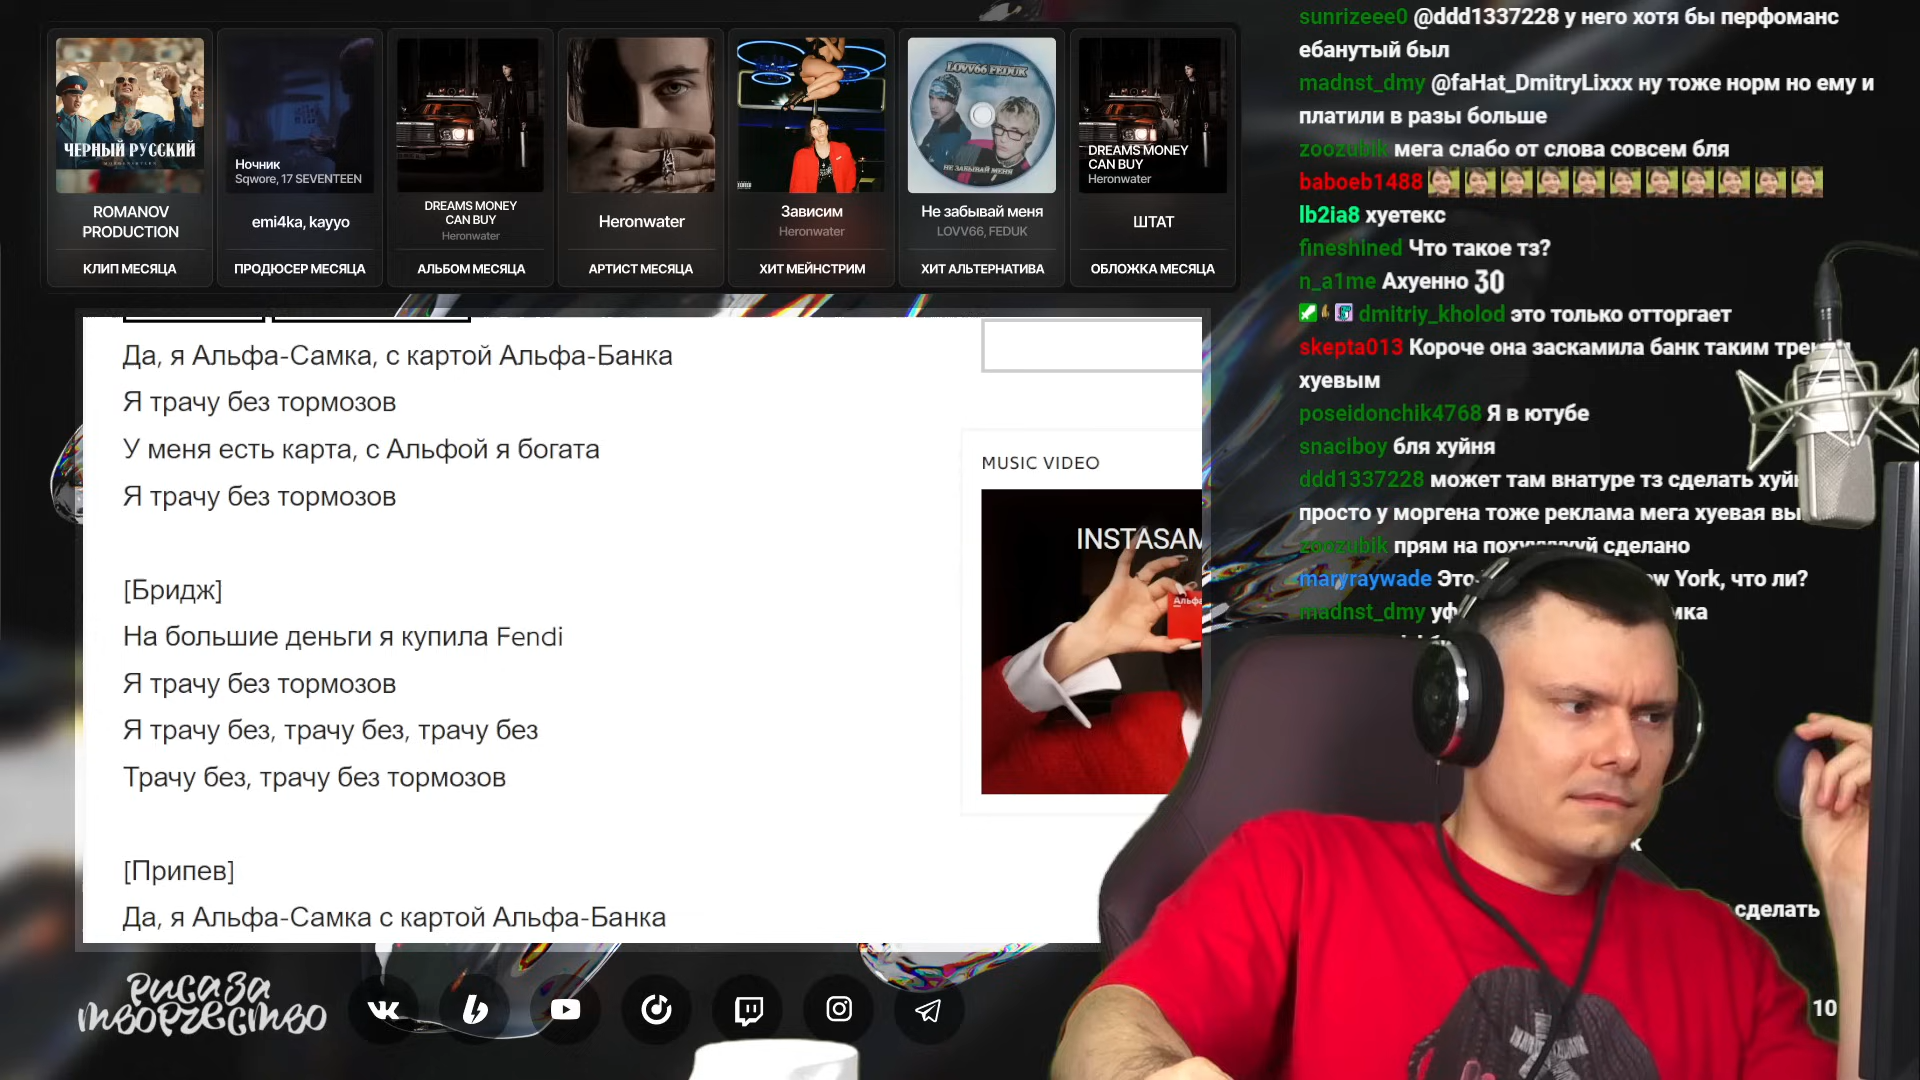 ЧЕРНЫЙ РУССКИЙ
ROMANOV
PRODUCTION
КЛИП МЕСЯЦА
Ночник
Sqwore, 17 SEVENTEEN
emi4ka, kayyo
ПРОДЮСЕР МЕСЯЦА
DREAMS MONEY
CAN BUY
Heronwater
АЛЬБОМ МЕСЯЦА
Heronwater
АРТИСТ МЕСЯЦА
Зависим
Heronwater
ХИТ МЕЙНСТРИМ
LOVV66 FEDUK
НЕ ЗАБЫВАЙ МЕНЯ
Не забывай меня
LOVV66, FEDUK
ХИТ АЛЬТЕРНАТИВА
DREAMS MONEY
CAN BUY
Heronwater
ШТАТ
ОБЛОЖКА МЕСЯЦА
Да, я Альфа-Самка, с картой Альфа-Банка
Я трачу без тормозов
У меня есть карта, с Альфой я богата
Я трачу без тормозов
[Бридж]
На большие деньги я купила Fendi
Я трачу без тормозов
Я трачу без, трачу без, трачу без
Трачу без, трачу без тормозов
[Припев]
Да, я Альфа-Самка с картой Альфа-Банка
MUSIC VIDEO
INSTASAM
Альфа
sunrizeee0 @ddd1337228 у него хотя бы перфоманс
ебанутый был
madnst_dmy @faHat_DmitryLixxx ну тоже норм но ему и
платили в разы больше
zoozubik мега слабо от слова совсем бля
baboeb1488
lb2ia8 хуетекс
fineshined Что такое тз?
n_a1me Ахуенно 30
dmitriy_kholod это только отторгает
skepta013 Короче она заскамила банк таким
хуевым
poseidonchik4768 Я в ютубе
snaciboy бля хуйня
ddd1337228 может там внатуре тз сделать
просто у моргена тоже реклама мега хуевая
zoozubik прям на сделано
maryraywade York, что ли?
madnst_dmy
сделать
10
риса за
творчество